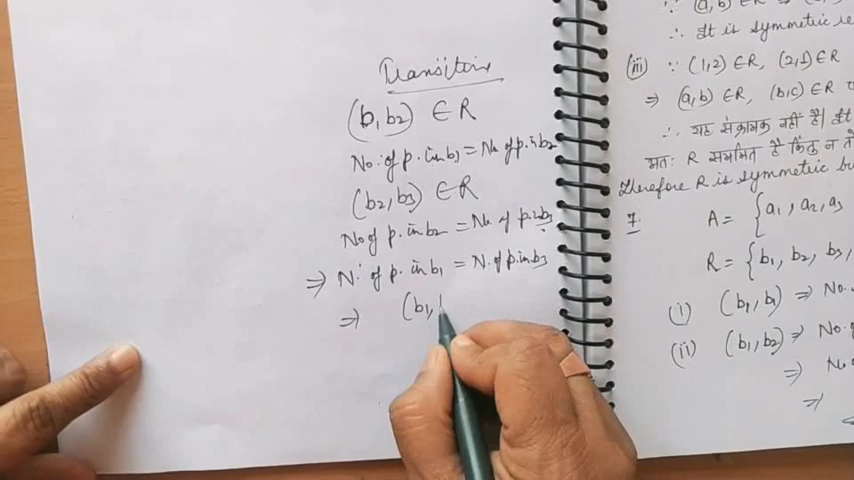 Transitive
(b, b2) ∈ R
No: of p. in b1 = No of p. in b2
(b2, b3) ∈ R
No of p. in b2 = No of p. in b3
⇒ N. of p. in b1 = N. of p. in b3
⇒ (b1,
∵ (a, b) ∈ R
∴ It is symmetric
(iii) ∵ (1,2) ∈ R, (2,1) ∈ R
⇒ (a, b) ∈ R, (b, c) ∈ R
∴ यह संक्रामक नहीं है। It
अतः R सममित है किंतु न तो
Therefore R is symmetric
7 A = { a1, a2, a3
R = { b1, b2, b3,
(i) (b1, b1) ⇒ No.
(ii) (b1, b2) ⇒ No.
⇒ No
⇒